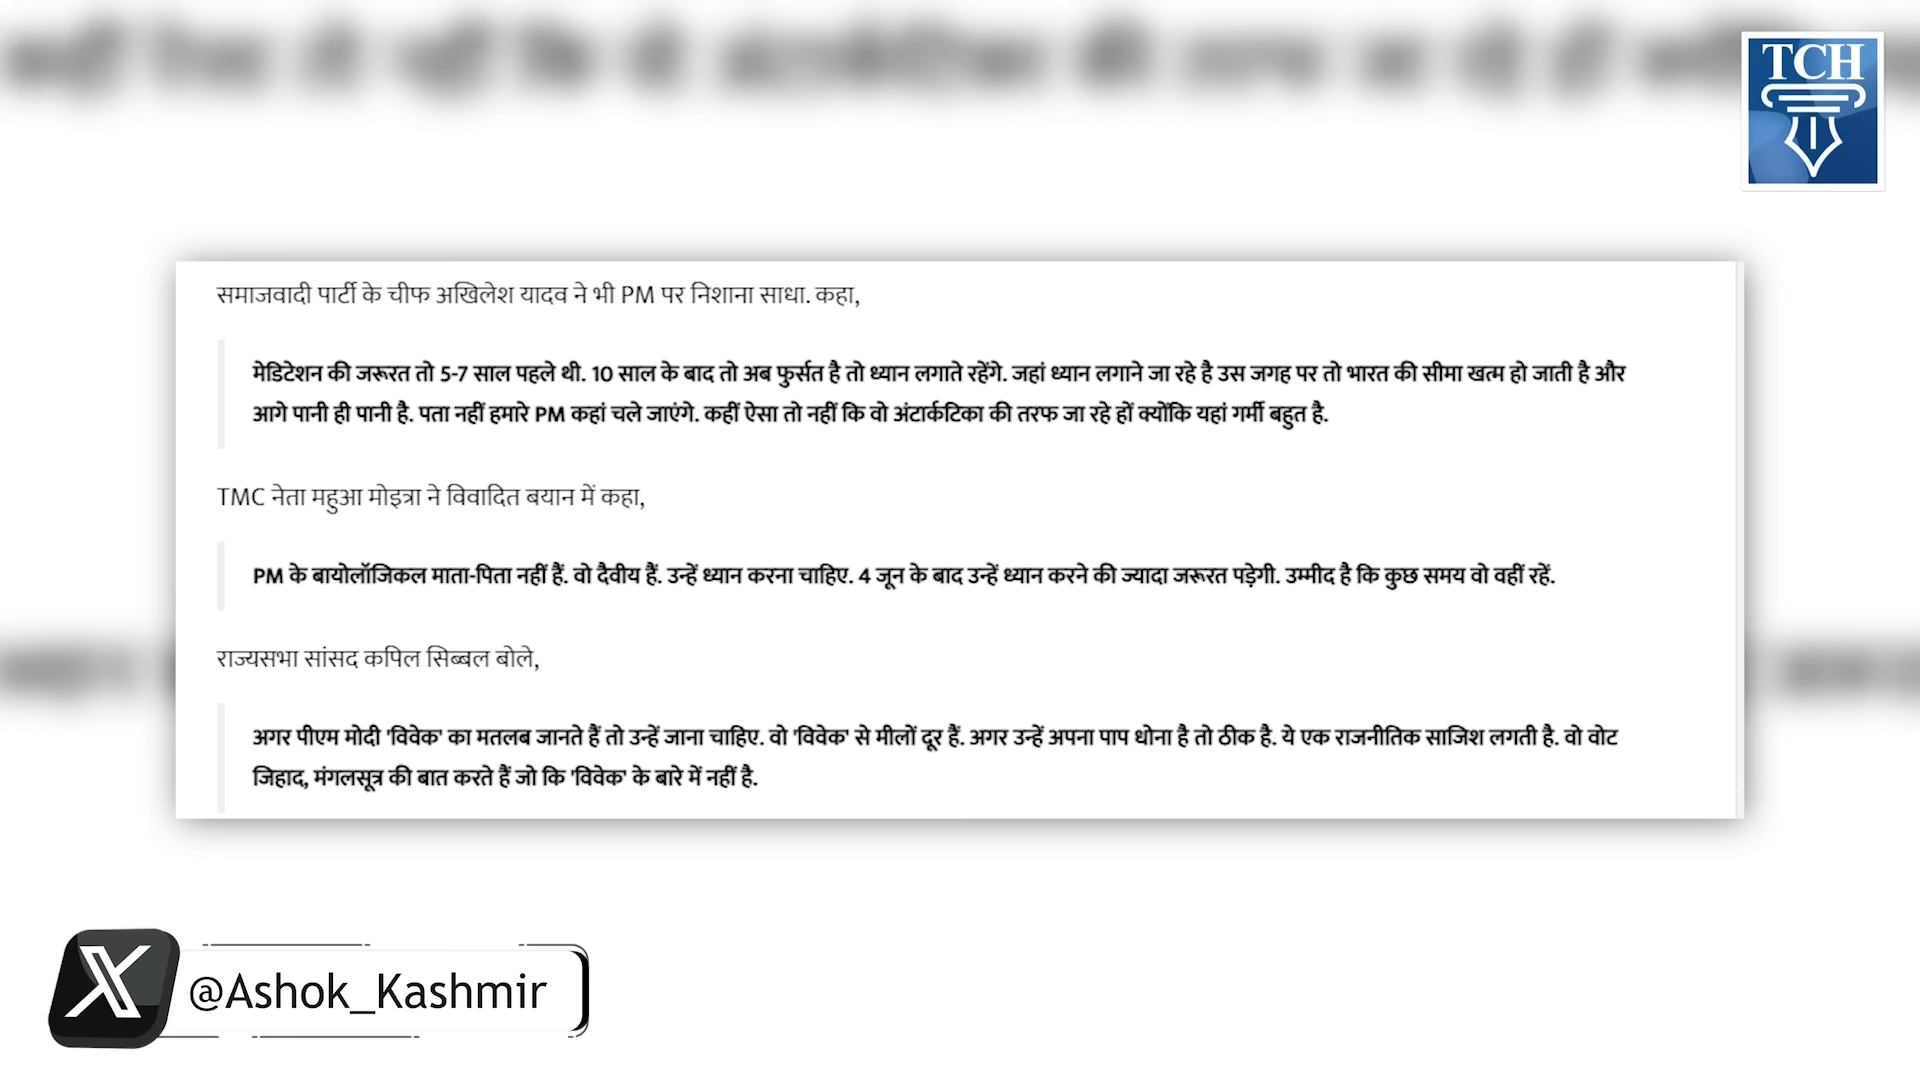 TCH
समाजवादी पार्टी के चीफ अखिलेश यादव ने भी PM पर निशाना साधा. कहा,
मेडिटेशन की जरूरत तो 5-7 साल पहले थी. 10 साल के बाद तो अब फुर्सत है तो ध्यान लगाते रहेंगे. जहां ध्यान लगाने जा रहे है उस जगह पर तो भारत की सीमा खत्म हो जाती है और
आगे पानी ही पानी है. पता नहीं हमारे PM कहां चले जाएंगे. कहीं ऐसा तो नहीं कि वो अंटार्कटिका की तरफ जा रहे हों क्योंकि यहां गर्मी बहुत है.
TMC नेता महुआ मोइत्रा ने विवादित बयान में कहा,
PM के बायोलॉजिकल माता-पिता नहीं हैं. वो दैवीय हैं. उन्हें ध्यान करना चाहिए. 4 जून के बाद उन्हें ध्यान करने की ज्यादा जरूरत पड़ेगी. उम्मीद है कि कुछ समय वो वहीं रहें.
राज्यसभा सांसद कपिल सिब्बल बोले,
अगर पीएम मोदी 'विवेक' का मतलब जानते हैं तो उन्हें जाना चाहिए. वो 'विवेक' से मीलों दूर हैं. अगर उन्हें अपना पाप धोना है तो ठीक है. ये एक राजनीतिक साजिश लगती है. वो वोट
जिहाद, मंगलसूत्र की बात करते हैं जो कि 'विवेक' के बारे में नहीं है.
@Ashok_Kashmir